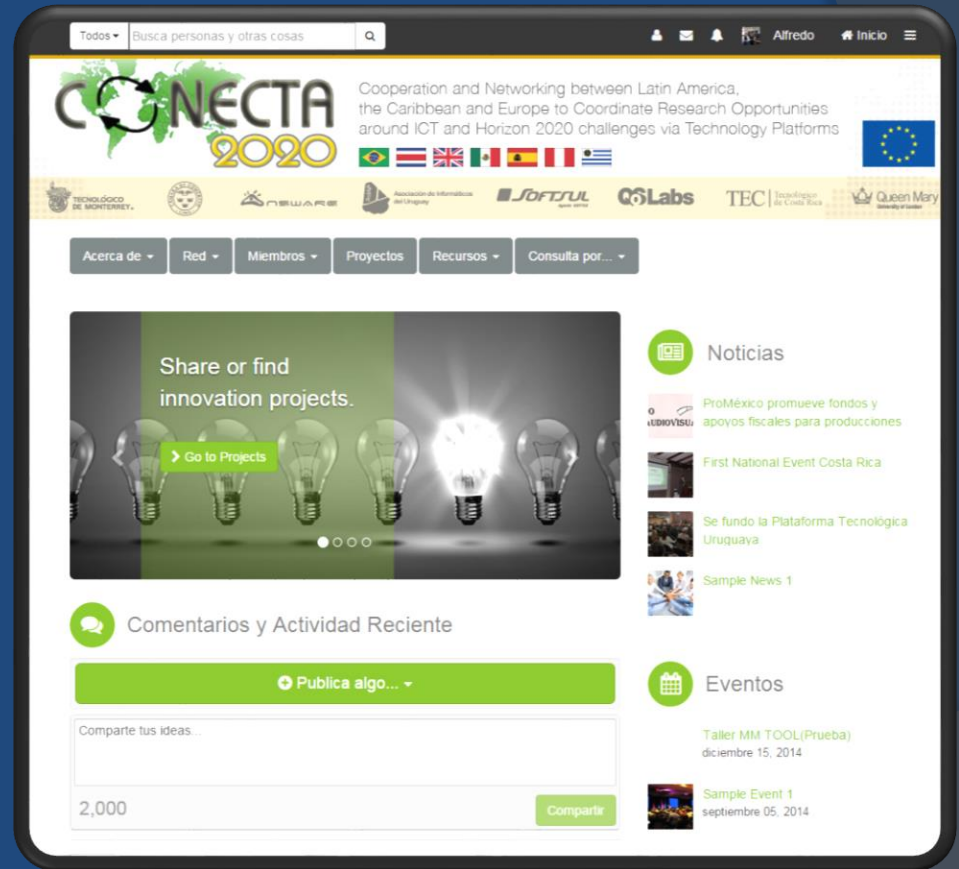 Todos
Busca personas y otras cosas
Alfredo
Inicio
CONECTA
2020
Cooperation and Networking between Latin America,
the Caribbean and Europe to Coordinate Research Opportunities
around ICT and Horizon 2020 challenges via Technology Platforms
TECNOLÓGICO
DE MONTERREY.
Asociación de Informáticos
del Uruguay
SOFTSUL
QoLabs
TEC
Tecnológico
de Costa Rica
Queen Mary
University of London
Acerca de
Red
Miembros
Proyectos
Recursos
Consulta por...
Share or find
innovation projects.
Go to Projects
Noticias
ProMéxico promueve fondos y
apoyos fiscales para producciones
First National Event Costa Rica
Se fundo la Plataforma Tecnológica
Uruguaya
Sample News 1
Comentarios y Actividad Reciente
Publica algo...
Comparte tus ideas...
2,000
Compartir
Eventos
Taller MM TOOL(Prueba)
diciembre 15, 2014
Sample Event 1
septiembre 05, 2014